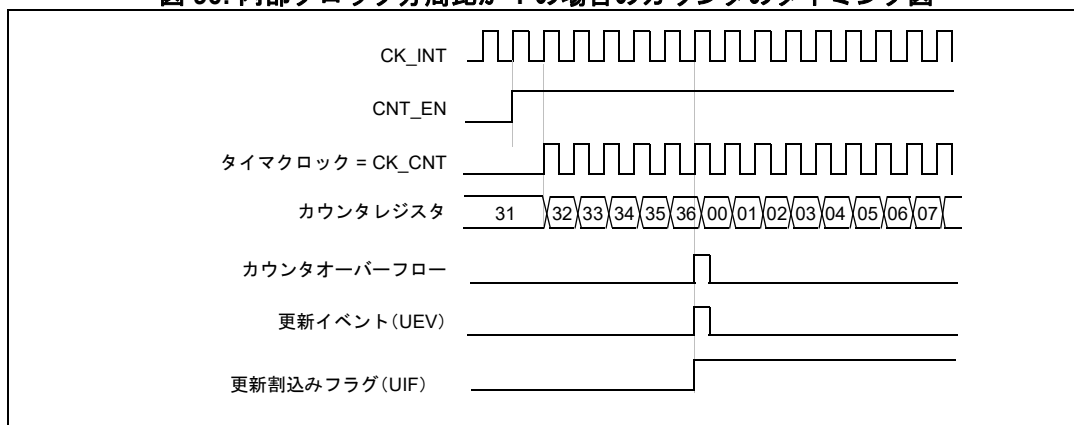 CK_INT
CNT_EN
タイマクロック = CK_CNT
カウンタレジスタ 31 32 33 34 35 36 00 01 02 03 04 05 06 07
カウンタオーバーフロー
更新イベント(UEV)
更新割込みフラグ(UIF)